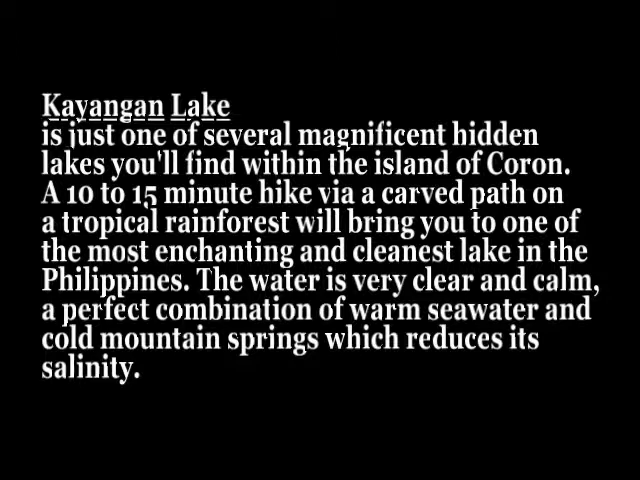 Kayangan Lake
is just one of several magnificent hidden
lakes you'll find within the island of Coron.
A 10 to 15 minute hike via a carved path on
a tropical rainforest will bring you to one of
the most enchanting and cleanest lake in the
Philippines. The water is very clear and calm,
a perfect combination of warm seawater and
cold mountain springs which reduces its
salinity.